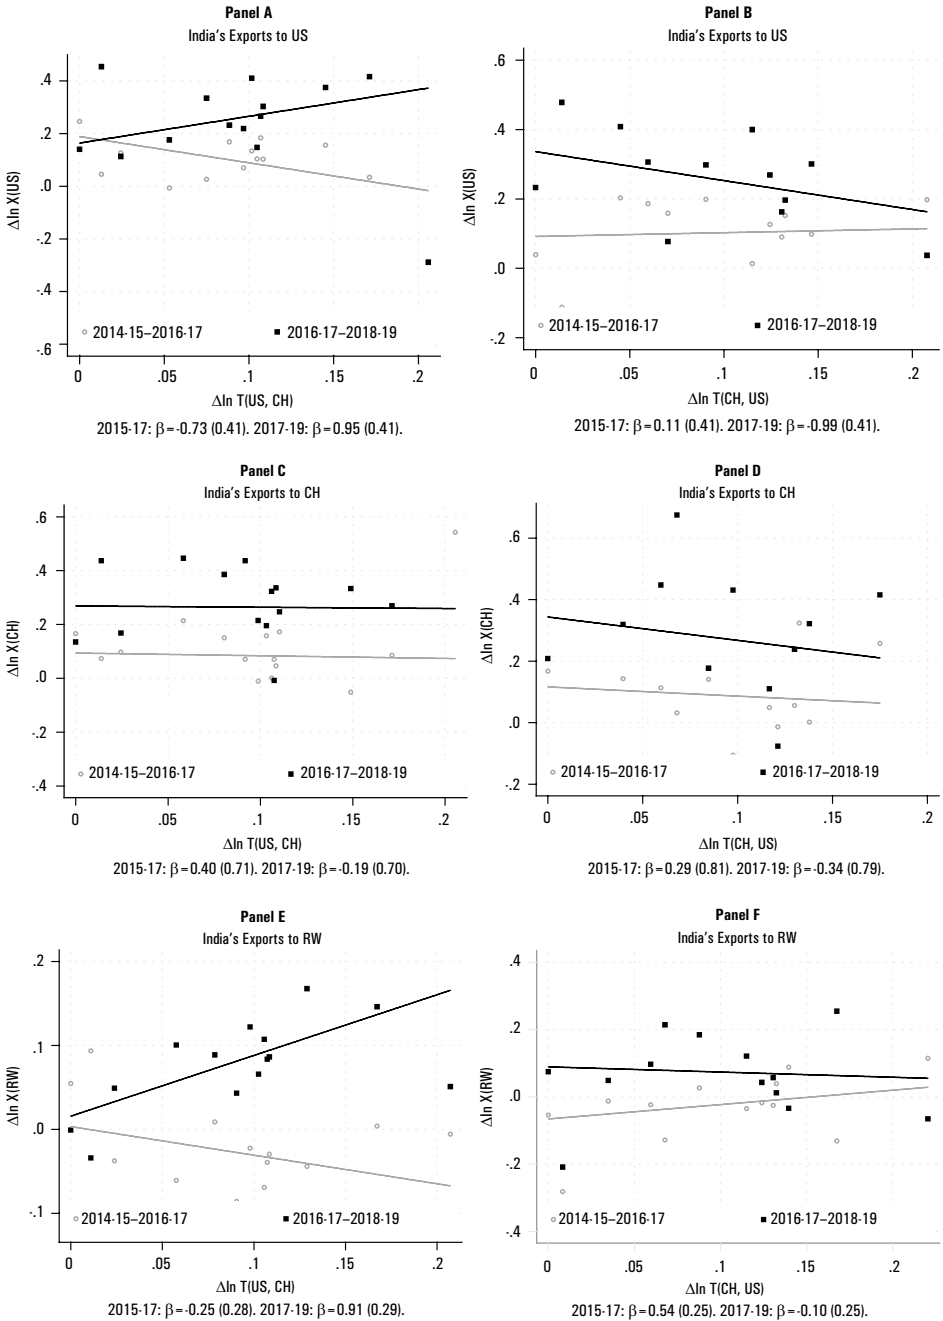 Panel A
India's Exports to US
.4
.2
.0
-.2
-.4
-.6
Δln X(US)
2014-15–2016-17
2016-17–2018-19
0 .05 .1 .15 .2
Δln T(US, CH)
2015-17: β=-0.73 (0.41). 2017-19: β=0.95 (0.41).
Panel B
India's Exports to US
.6
.4
.2
.0
-.2
Δln X(US)
2014-15–2016-17
2016-17–2018-19
0 .05 .1 .15 .2
Δln T(CH, US)
2015-17: β=0.11 (0.41). 2017-19: β=-0.99 (0.41).
Panel C
India's Exports to CH
.6
.4
.2
.0
-.2
-.4
Δln X(CH)
2014-15–2016-17
2016-17–2018-19
0 .05 .1 .15 .2
Δln T(US, CH)
2015-17: β=0.40 (0.71). 2017-19: β=-0.19 (0.70).
Panel D
India's Exports to CH
.6
.4
.2
.0
-.2
Δln X(CH)
2014-15–2016-17
2016-17–2018-19
0 .05 .1 .15 .2
Δln T(CH, US)
2015-17: β=0.29 (0.81). 2017-19: β=-0.34 (0.79).
Panel E
India's Exports to RW
.2
.1
.0
-.1
Δln X(RW)
2014-15–2016-17
2016-17–2018-19
0 .05 .1 .15 .2
Δln T(US, CH)
2015-17: β=-0.25 (0.28). 2017-19: β=0.91 (0.29).
Panel F
India's Exports to RW
.4
.2
.0
-.2
-.4
Δln X(RW)
2014-15–2016-17
2016-17–2018-19
0 .05 .1 .15 .2
Δln T(CH, US)
2015-17: β=0.54 (0.25). 2017-19: β=-0.10 (0.25).